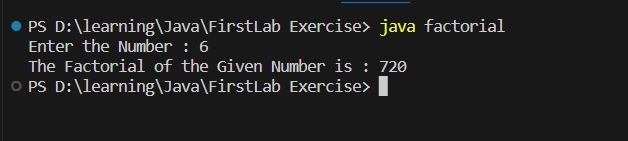 PS D:\learning\Java\FirstLab Exercise> java factorial
Enter the Number : 6
The Factorial of the Given Number is : 720
PS D:\learning\Java\FirstLab Exercise>